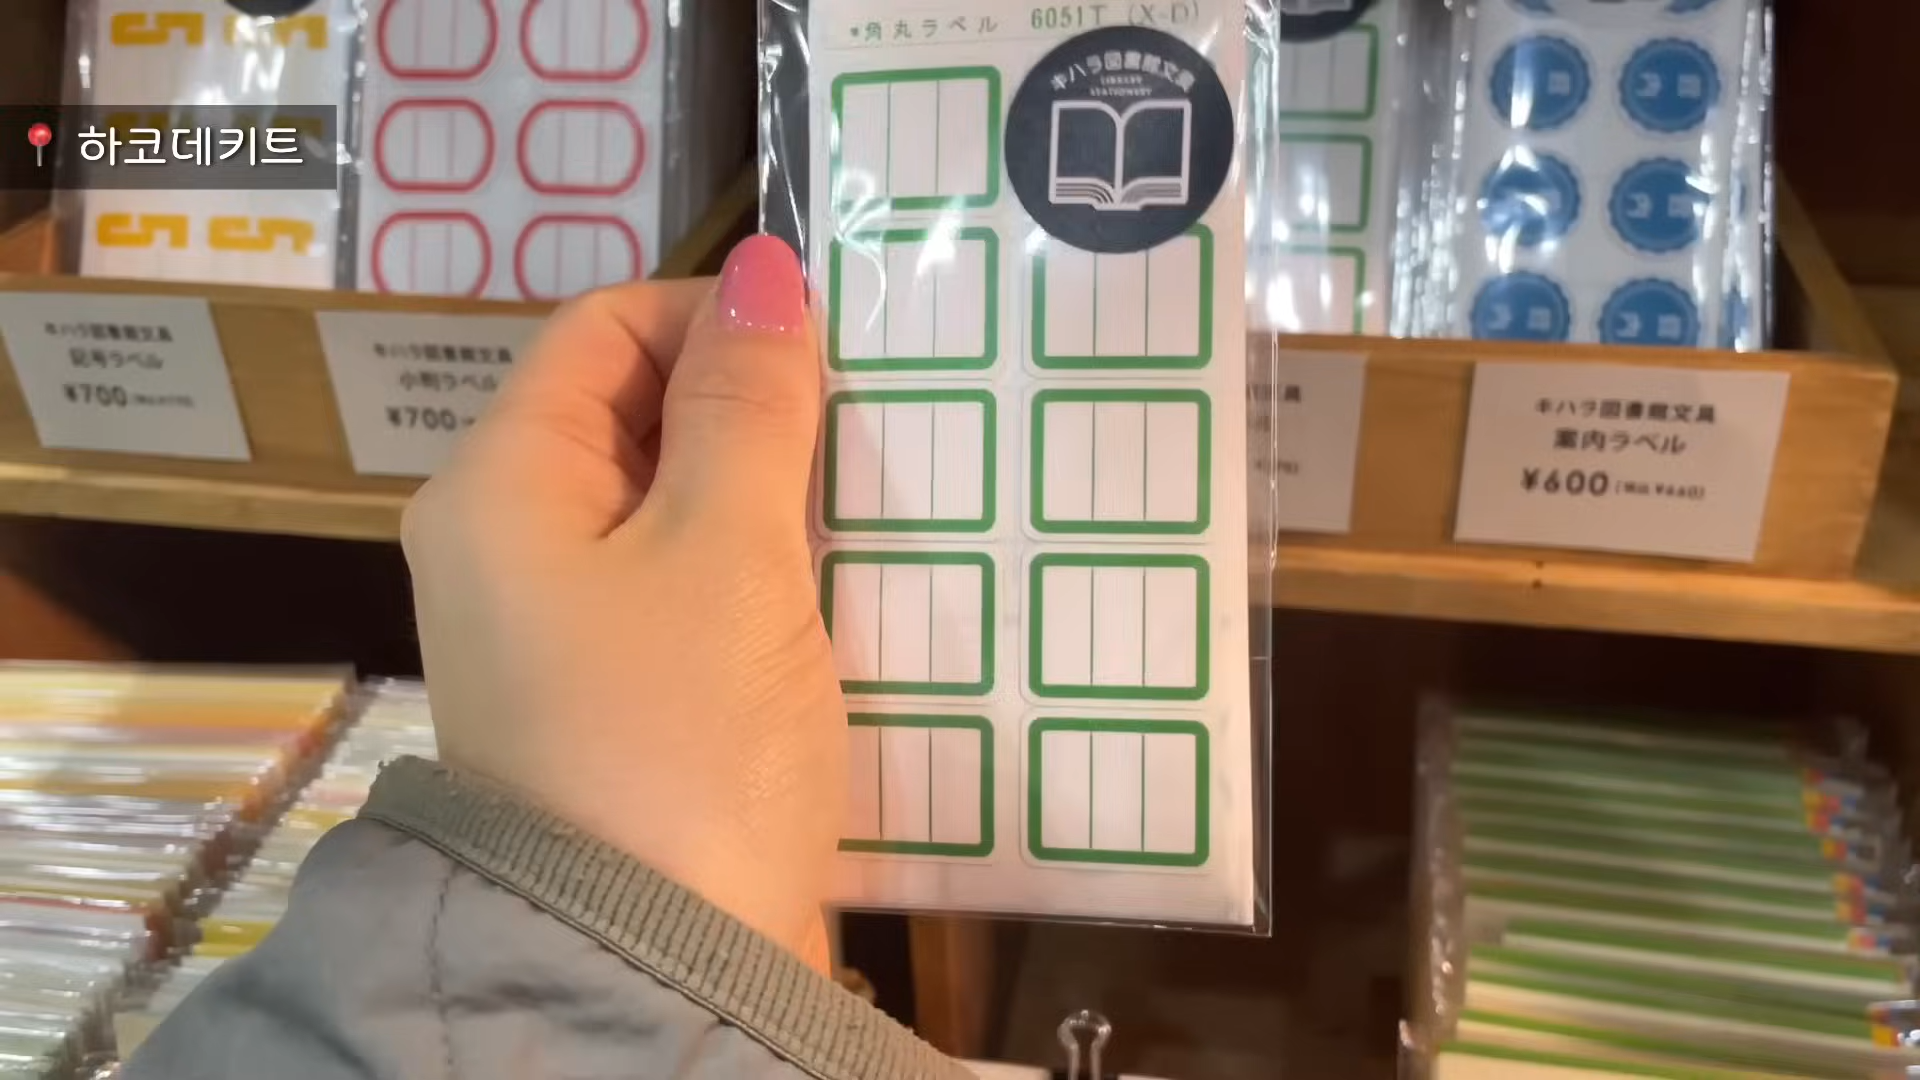 角丸ラベル 6051T (X-D)
キハラ図書館文具
LIBRARY
STATIONERY
하코데키트
キハラ図書館文具
記号ラベル
¥700
キハラ図書館文具
小判ラベル
¥700
キハラ図書館文具
案内ラベル
¥600 (税込¥660)